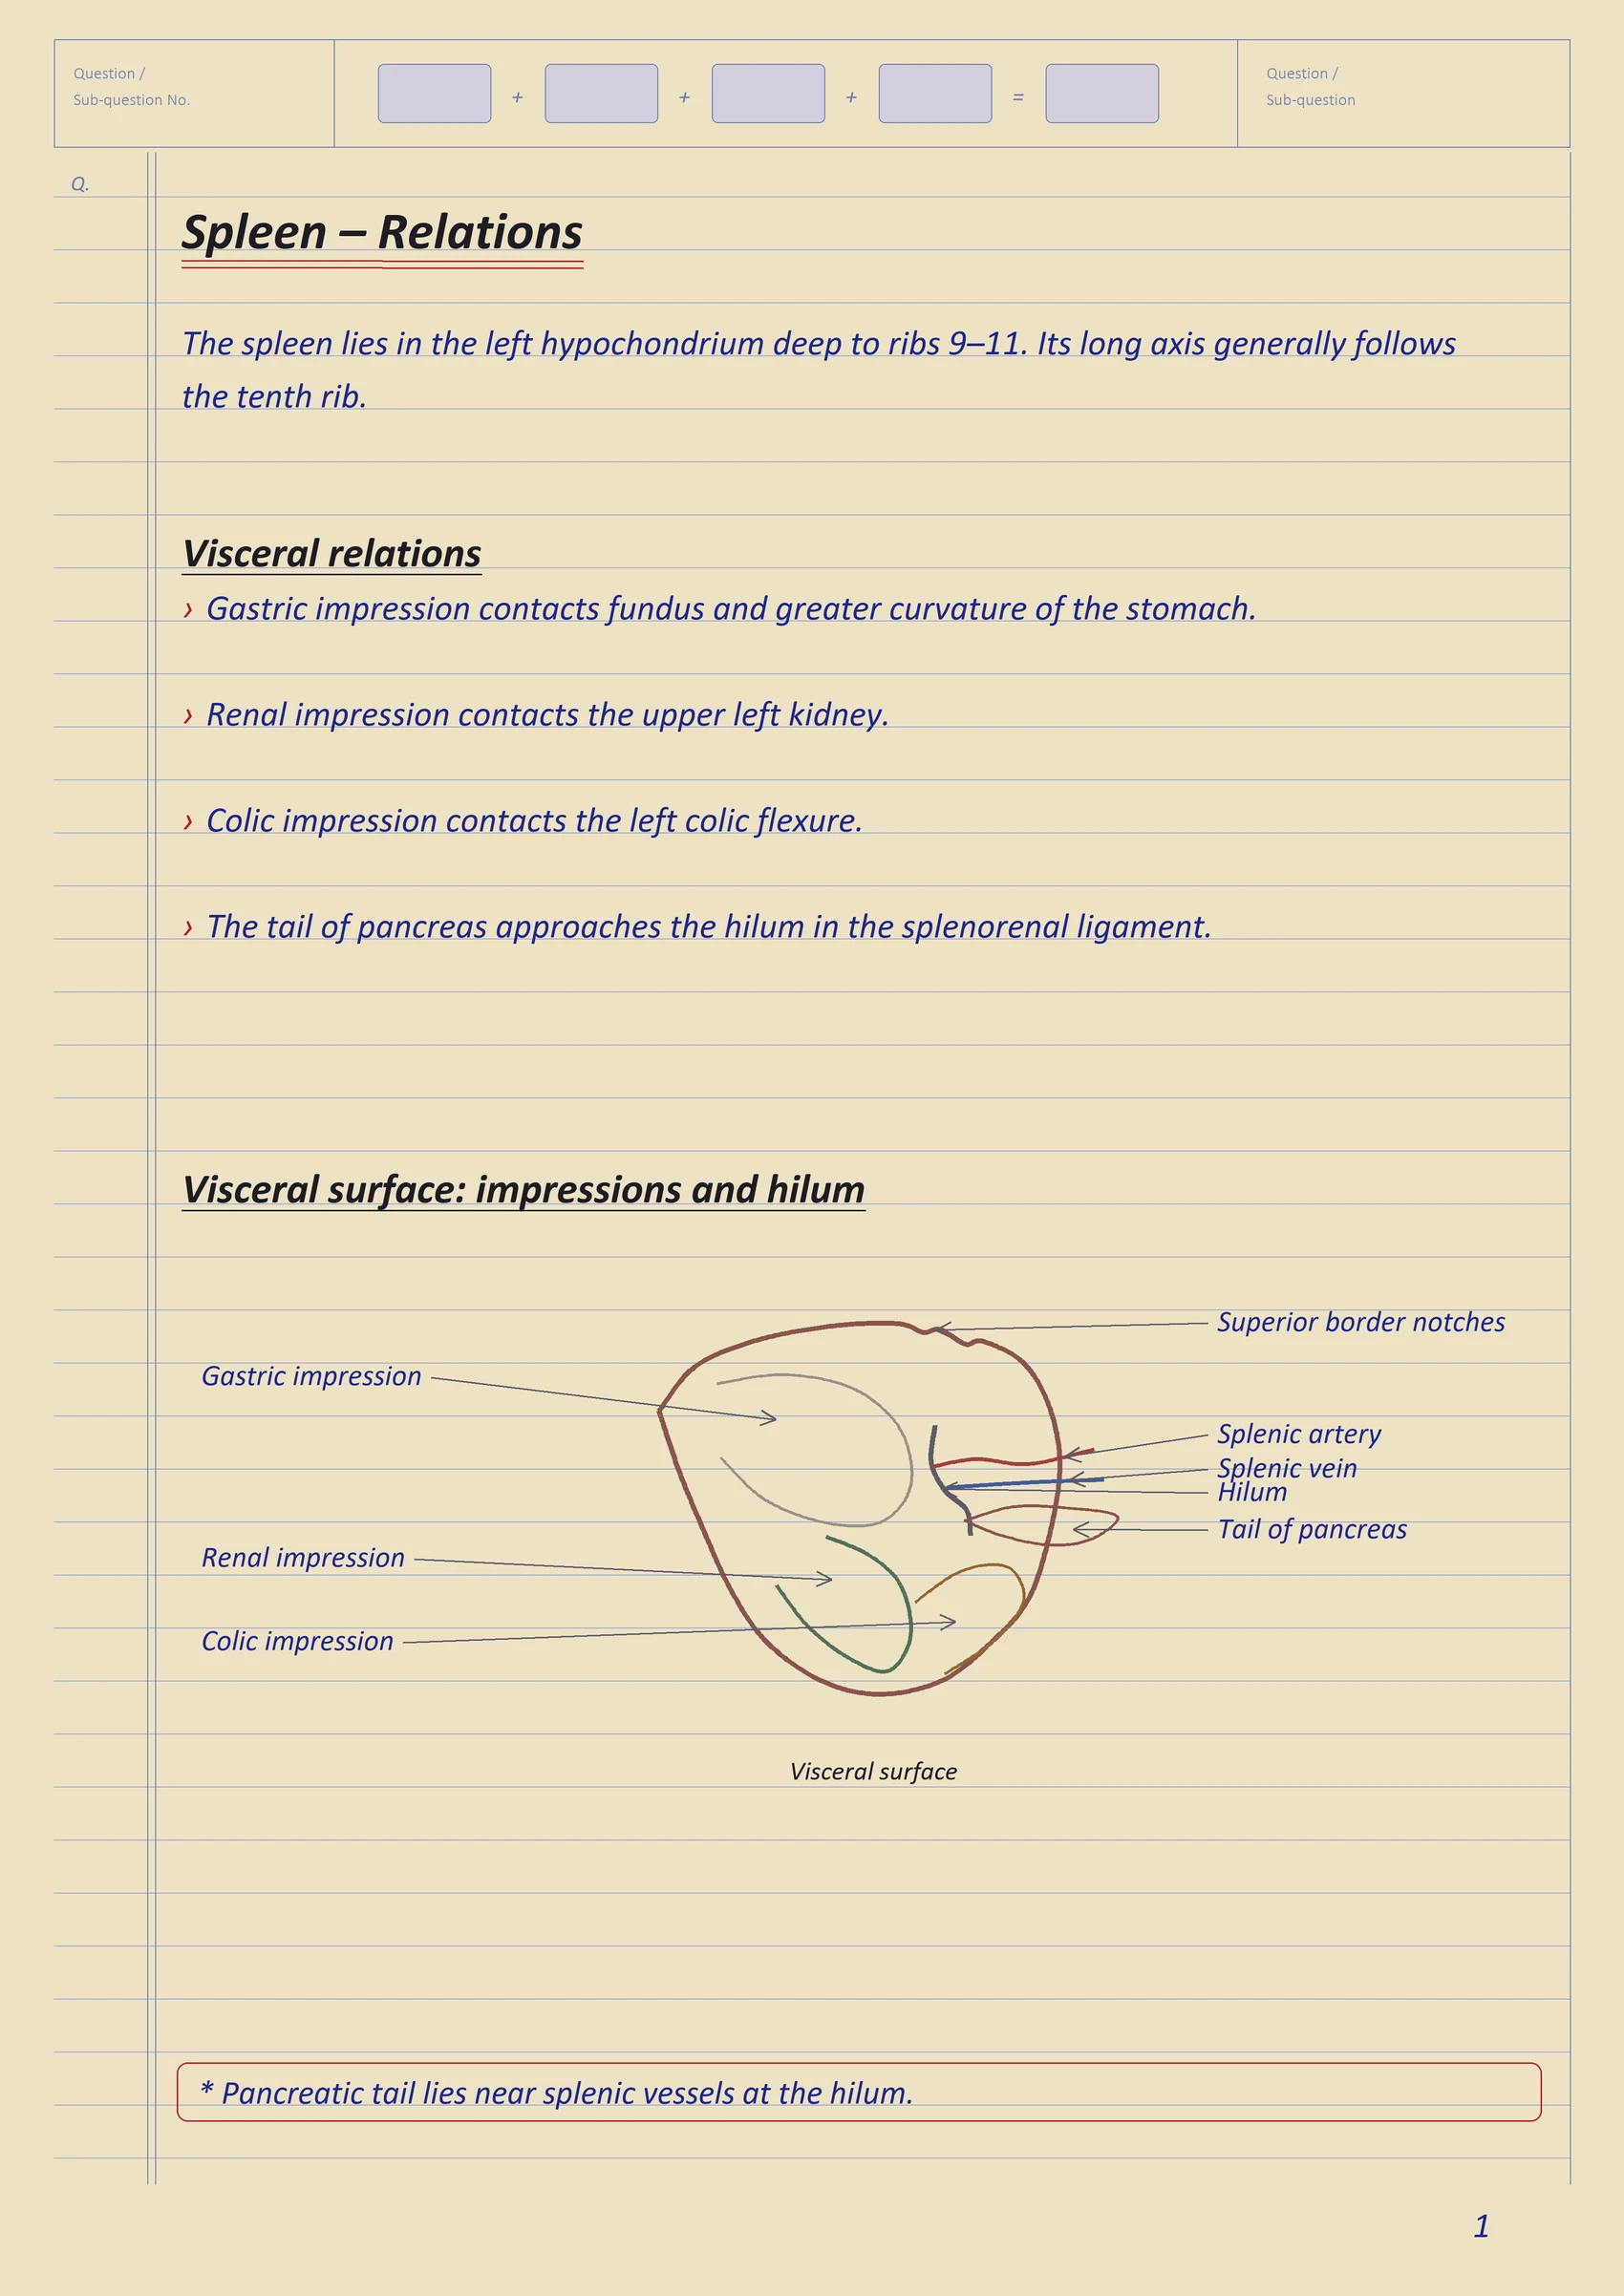 Question /
Sub-question No.
+ + + + =
Question /
Sub-question
Q.
Spleen – Relations
The spleen lies in the left hypochondrium deep to ribs 9–11. Its long axis generally follows
the tenth rib.
Visceral relations
› Gastric impression contacts fundus and greater curvature of the stomach.
› Renal impression contacts the upper left kidney.
› Colic impression contacts the left colic flexure.
› The tail of pancreas approaches the hilum in the splenorenal ligament.
Visceral surface: impressions and hilum
Superior border notches
Gastric impression
Splenic artery
Splenic vein
Hilum
Tail of pancreas
Renal impression
Colic impression
Visceral surface
* Pancreatic tail lies near splenic vessels at the hilum.
1